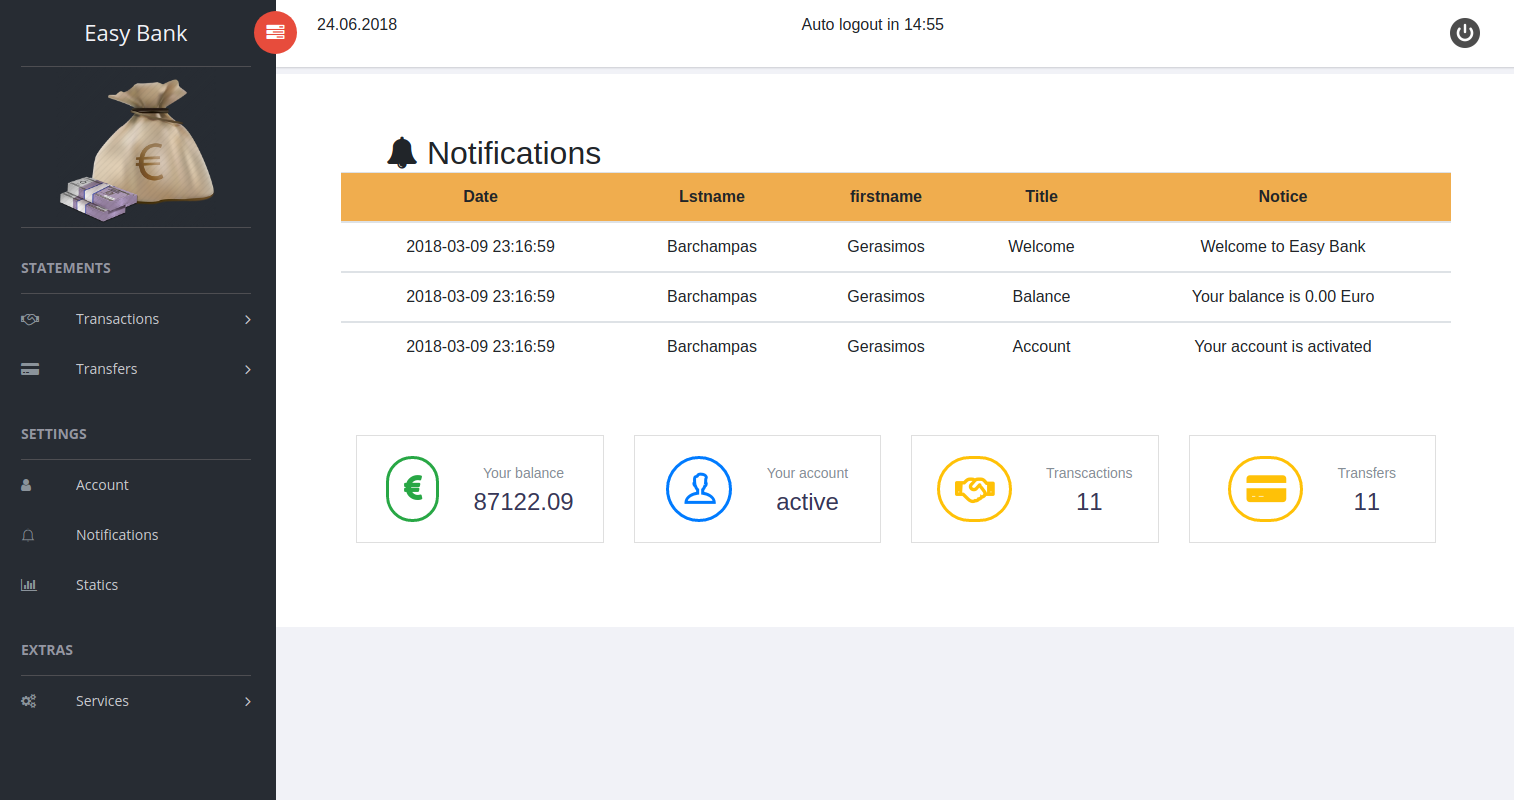 Easy Bank
24.06.2018
Auto logout in 14:55
€
STATEMENTS
Transactions
Transfers
SETTINGS
Account
Notifications
Statics
EXTRAS
Services
Notifications
Date Lstname firstname Title Notice
2018-03-09 23:16:59 Barchampas Gerasimos Welcome Welcome to Easy Bank
2018-03-09 23:16:59 Barchampas Gerasimos Balance Your balance is 0.00 Euro
2018-03-09 23:16:59 Barchampas Gerasimos Account Your account is activated
€
Your balance
87122.09
Your account
active
Transcactions
11
Transfers
11